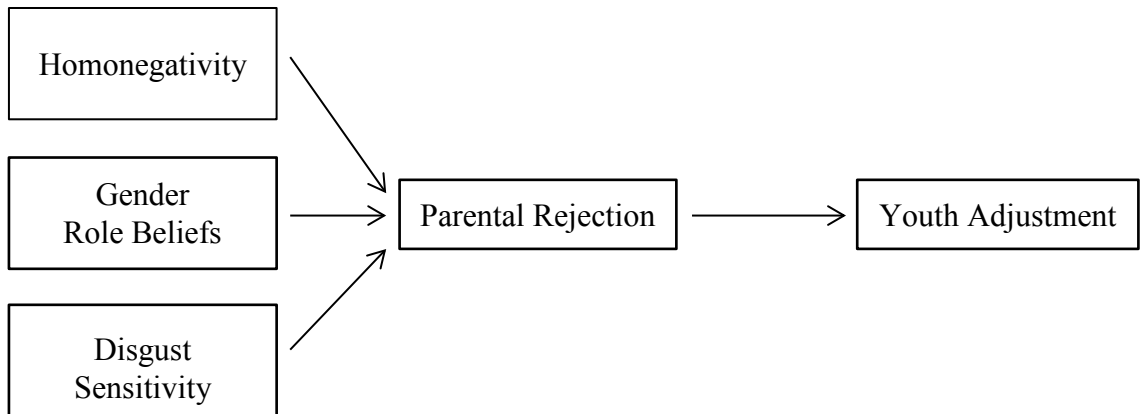 Homonegativity
Gender
Role Beliefs
Disgust
Sensitivity
Parental Rejection
Youth Adjustment